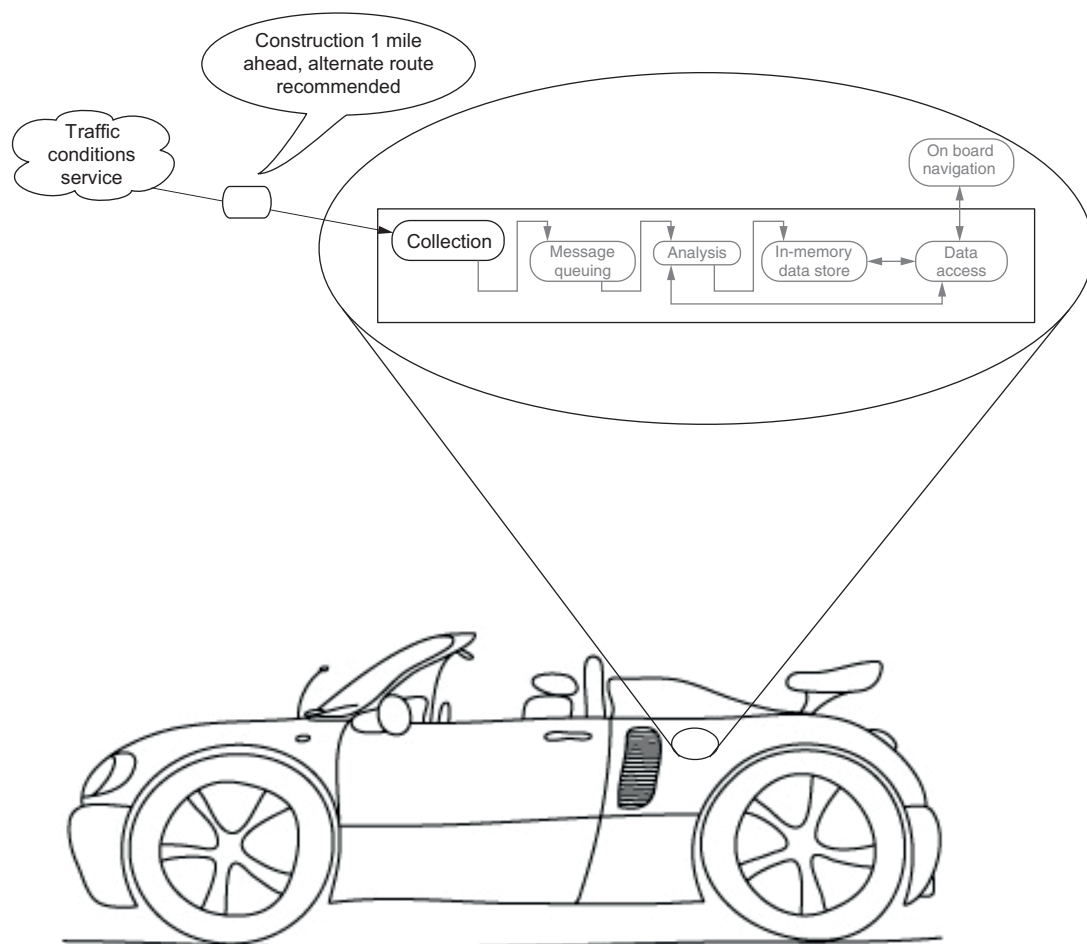 Construction 1 mile
ahead, alternate route
recommended
Traffic
conditions
service
On board
navigation
Collection
Message
queuing
Analysis
In-memory
data store
Data
access